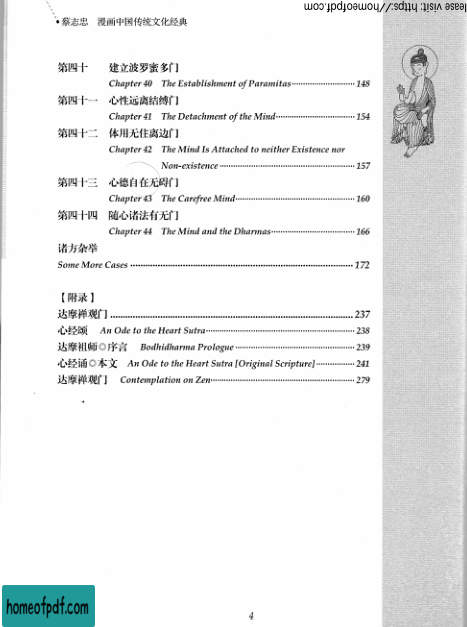 Please visit: https://homeofpdf.com
蔡志忠 漫画中国传统文化经典
第四十 建立波罗蜜多门
Chapter 40 The Establishment of Paramitas 148
第四十一 心性远离结缚门
Chapter 41 The Detachment of the Mind 154
第四十二 体用无住离边门
Chapter 42 The Mind Is Attached to neither Existence nor
Non-existence 157
第四十三 心德自在无碍门
Chapter 43 The Carefree Mind 160
第四十四 随心诸法有无门
Chapter 44 The Mind and the Dharmas 166
诸方杂举
Some More Cases 172
【附录】
达摩禅观门 237
心经颂 An Ode to the Heart Sutra 238
达摩祖师◎序言 Bodhidharma Prologue 239
心经诵◎本文 An Ode to the Heart Sutra [Original Scripture] 241
达摩禅观门 Contemplation on Zen 279
homeofpdf.com
4